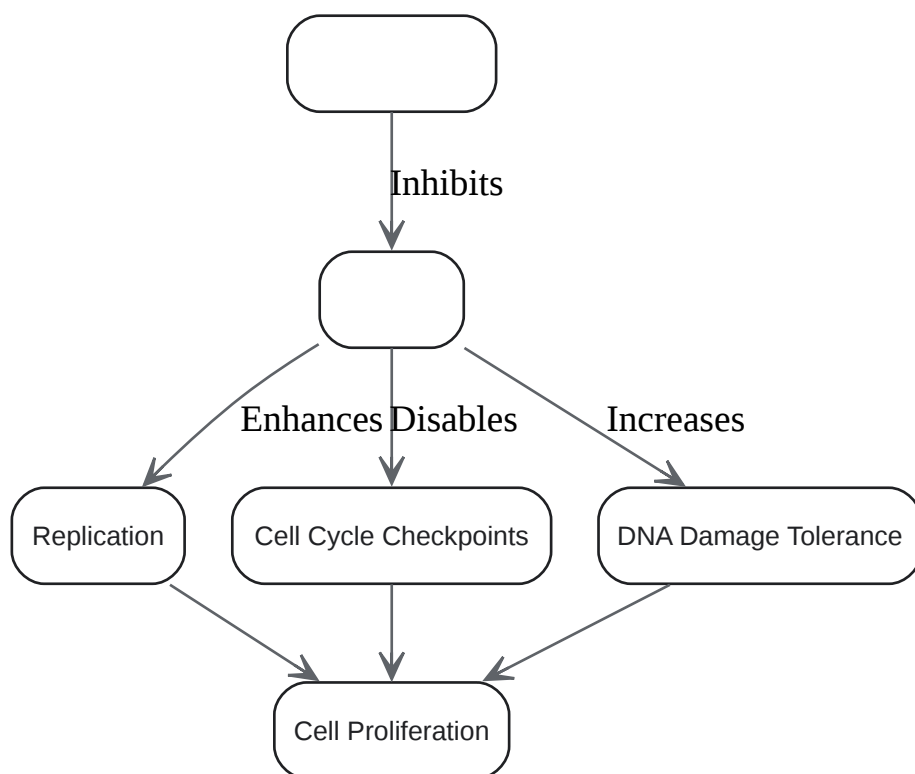 Inhibits
Enhances
Disables
Increases
Replication
Cell Cycle Checkpoints
DNA Damage Tolerance
Cell Proliferation